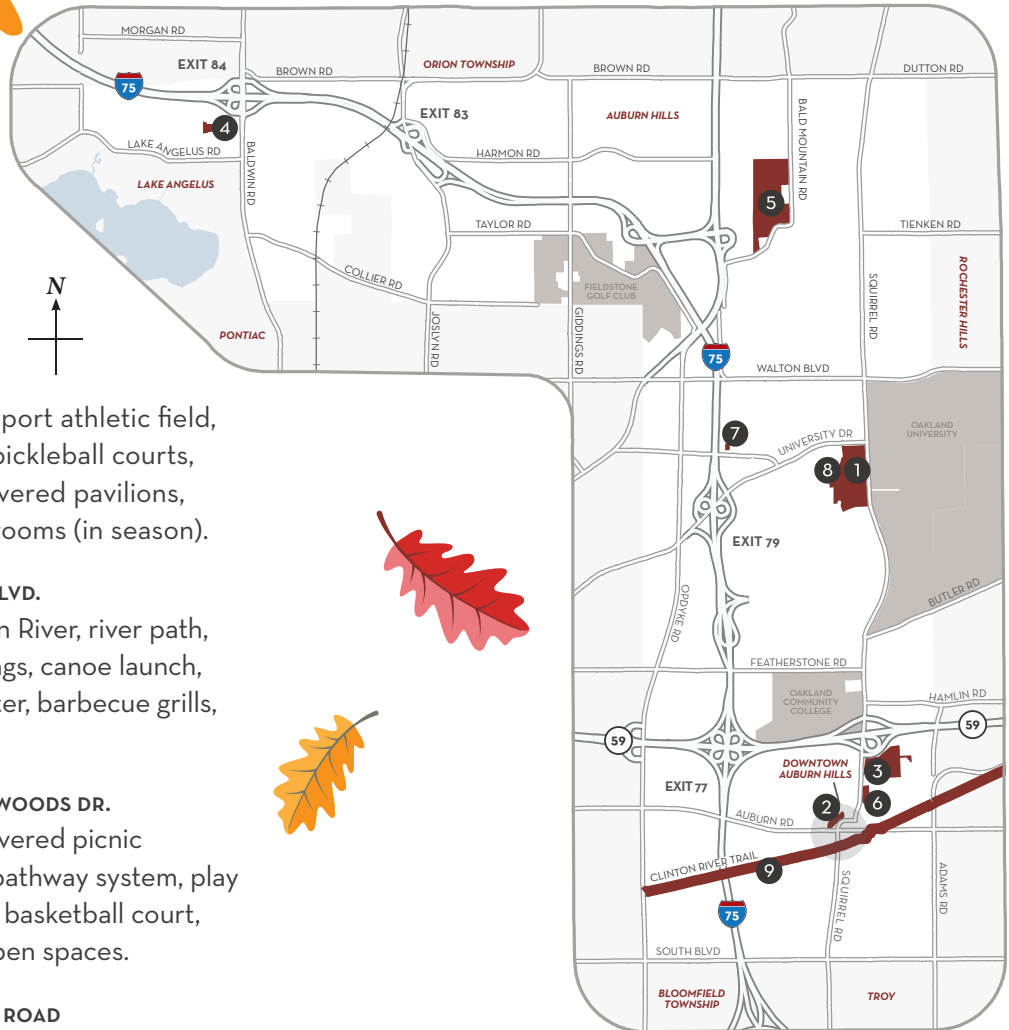 MORGAN RD
EXIT 84
75
BROWN RD
ORION TOWNSHIP
BROWN RD
DUTTON RD
EXIT 83
AUBURN HILLS
BALD MOUNTAIN RD
4
LAKE ANGELUS RD
BALDWIN RD
HARMON RD
LAKE ANGELUS
5
TAYLOR RD
TIENKEN RD
N
COLLIER RD
FIELDSTONE
GOLF CLUB
SQUIRREL RD
ROCHESTER HILLS
PONTIAC
JOSLYN RD
GIDDINGS RD
75
WALTON BLVD
port athletic field,
pickleball courts,
vered pavilions,
rooms (in season).
7
UNIVERSITY DR
OAKLAND
UNIVERSITY
8
1
EXIT 79
LVD.
n River, river path,
gs, canoe launch,
ter, barbecue grills,
OPDYKE RD
BUTLER RD
FEATHERSTONE RD
OAKLAND
COMMUNITY
COLLEGE
HAMLIN RD
59
59
DOWNTOWN
AUBURN HILLS
3
EXIT 77
2
6
AUBURN RD
WOODS DR.
vered picnic
pathway system, play
basketball court,
pen spaces.
CLINTON RIVER TRAIL
9
SQUIRREL RD
ADAMS RD
75
SOUTH BLVD
BLOOMFIELD
TOWNSHIP
TROY
ROAD